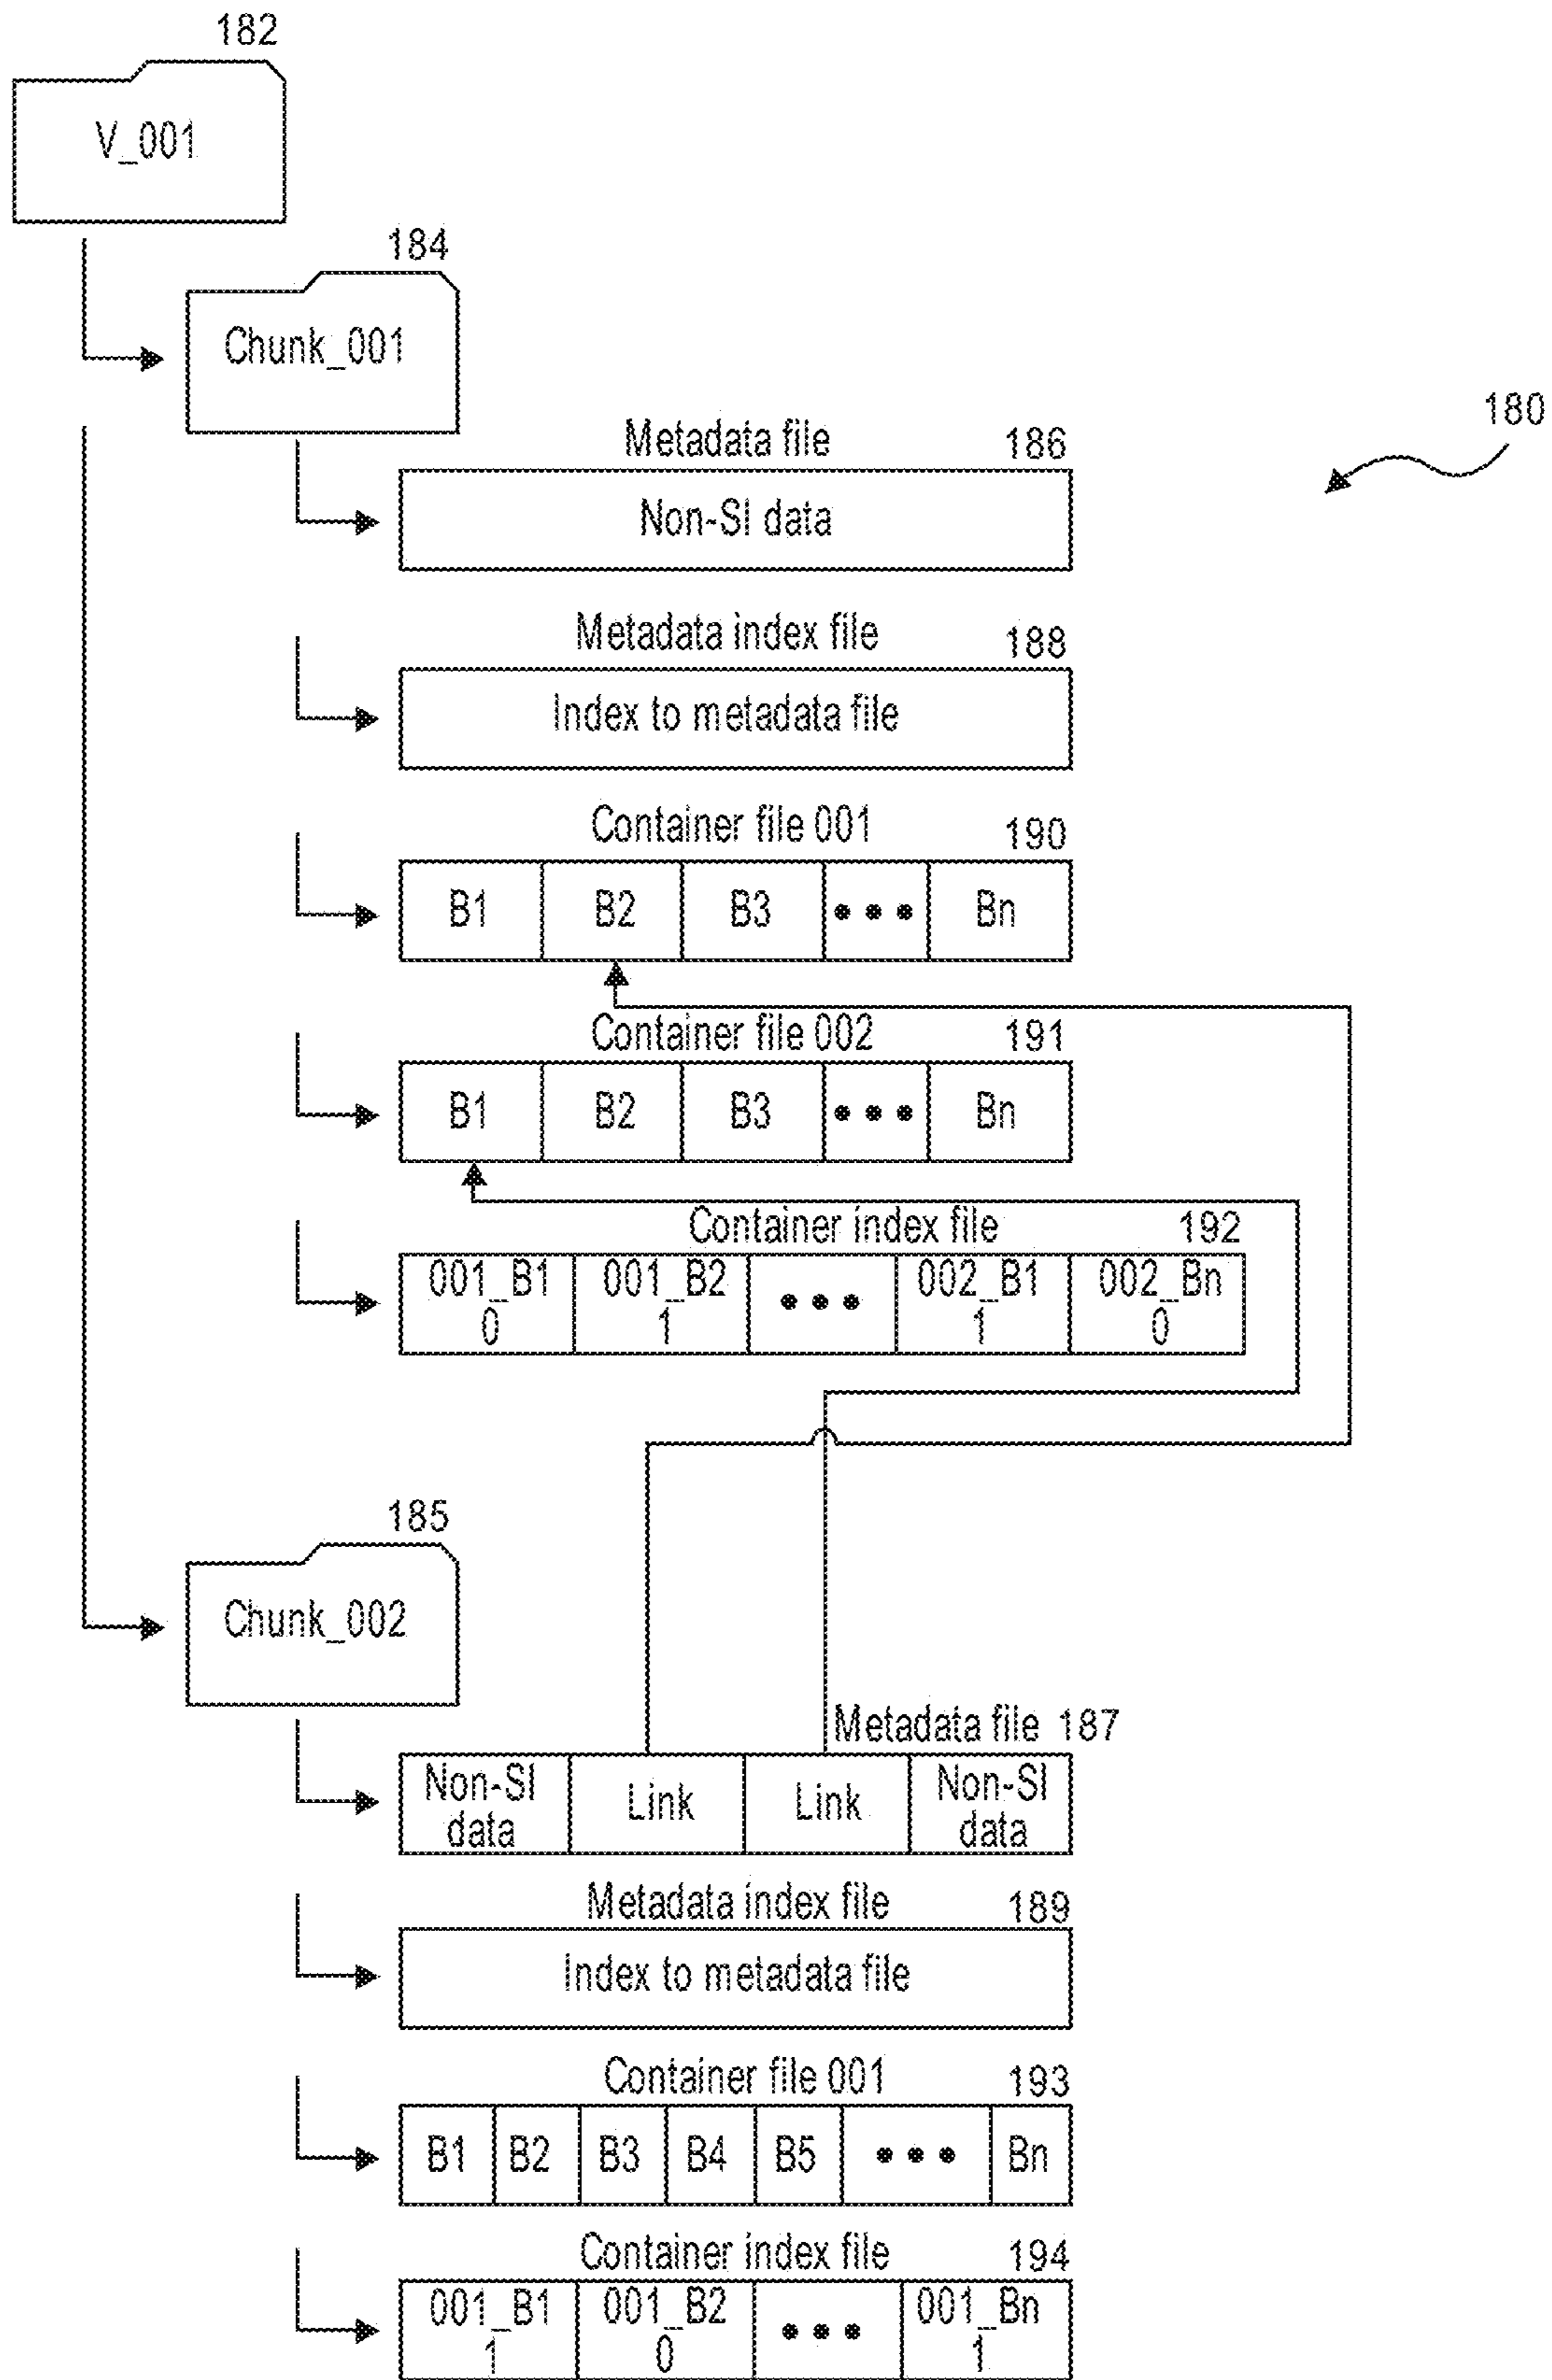 182
V_001
184
Chunk_001
180
Metadata file 186
Non-SI data
Metadata index file 188
Index to metadata file
Container file 001 190
B1 B2 B3 ••• Bn
Container file 002 191
B1 B2 B3 ••• Bn
Container index file 192
001_B1 001_B2 ••• 002_B1 002_Bn
0 1 1 0
185
Chunk_002
Metadata file 187
Non-SI Link Link Non-SI
data data
Metadata index file 189
Index to metadata file
Container file 001 193
B1 B2 B3 B4 B5 ••• Bn
Container index file 194
001_B1 001_B2 ••• 001_Bn
1 0 1